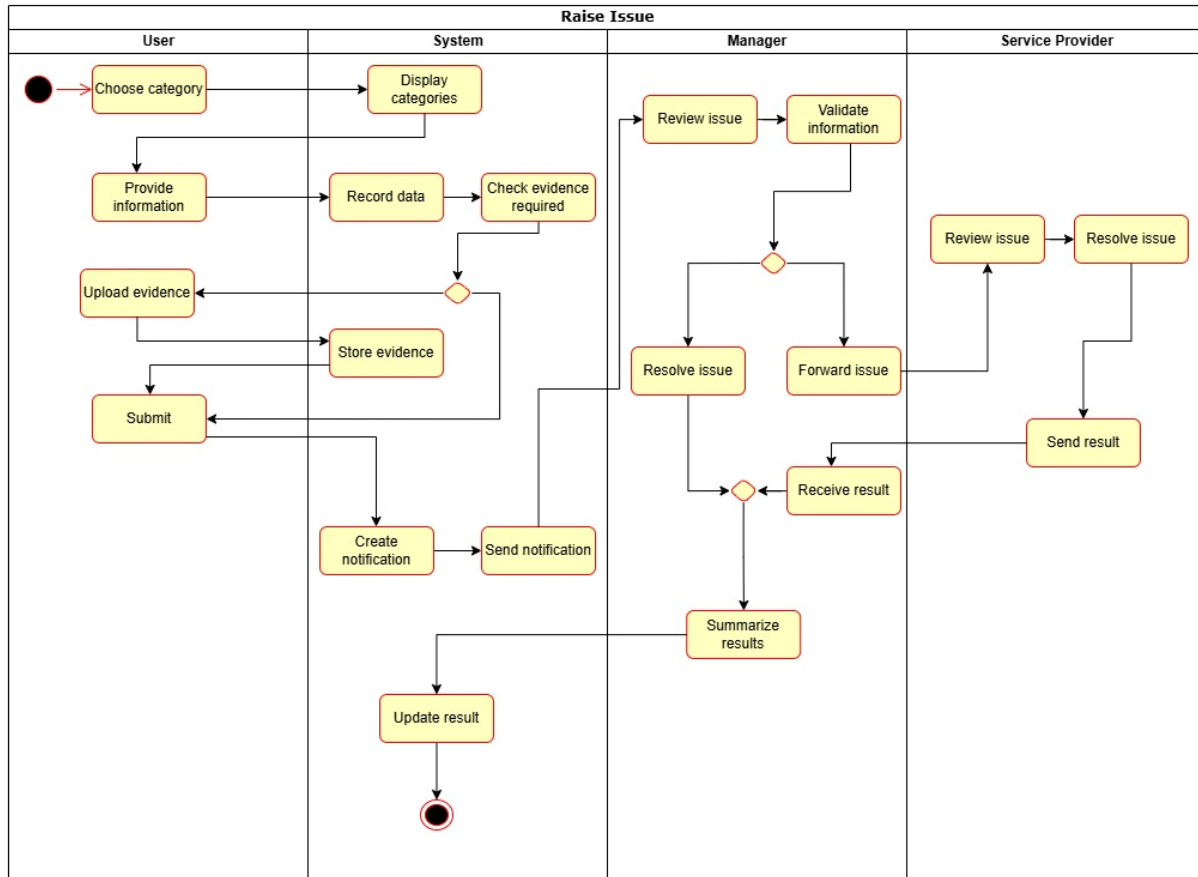 Raise Issue
User
System
Manager
Service Provider
Choose category
Display
categories
Review issue
Validate
information
Provide
information
Record data
Check evidence
required
Review issue
Resolve issue
Upload evidence
Store evidence
Resolve issue
Forward issue
Submit
Send result
Receive result
Create
notification
Send notification
Summarize
results
Update result